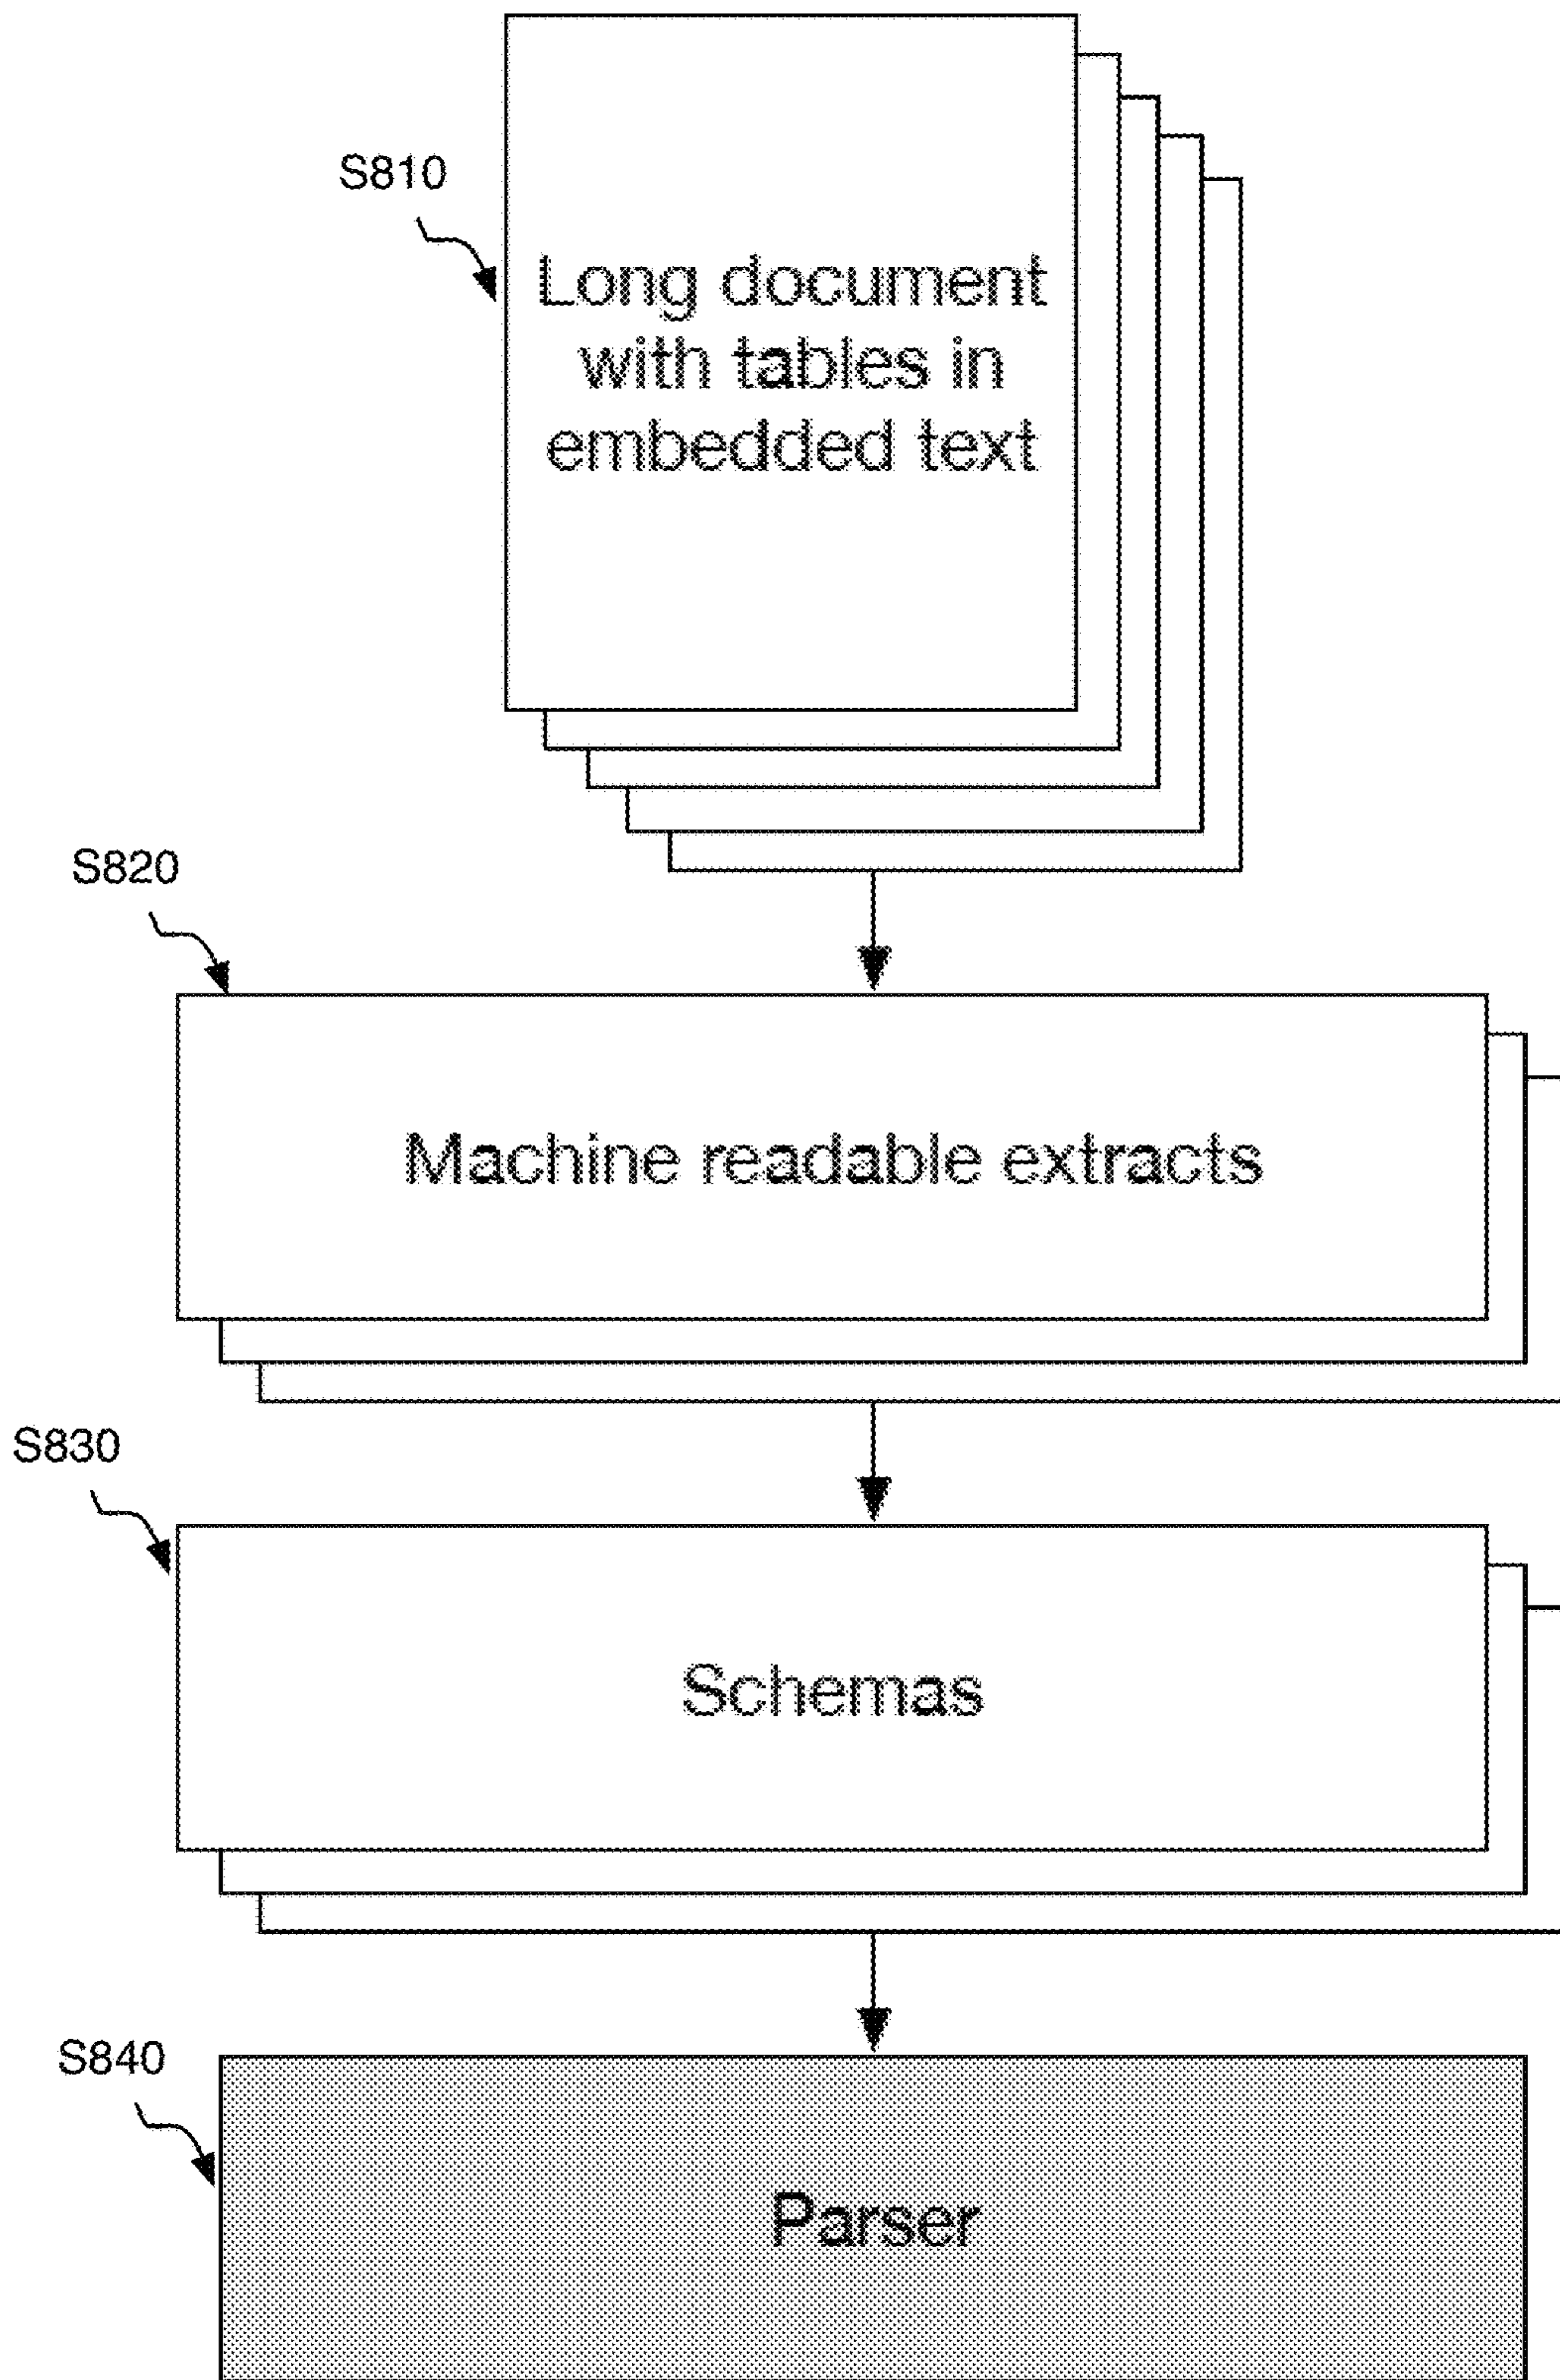 S810
Long document
with tables in
embedded text
S820
Machine readable extracts
S830
Schemas
S840
Parser